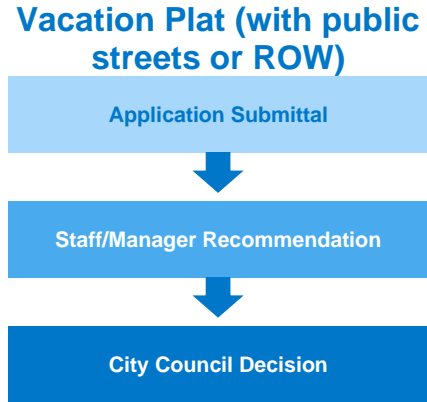 Vacation Plat (with public
streets or ROW)
Application Submittal
Staff/Manager Recommendation
City Council Decision